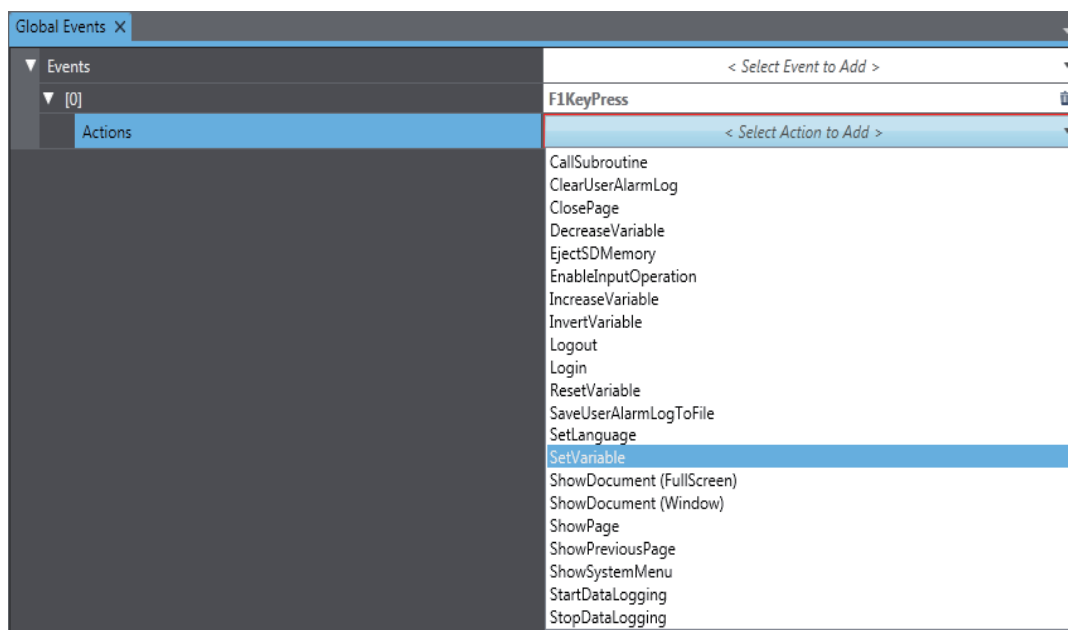 Global Events X
Events < Select Event to Add >
[0] F1KeyPress
Actions < Select Action to Add >
CallSubroutine
ClearUserAlarmLog
ClosePage
DecreaseVariable
EjectSDMemory
EnableInputOperation
IncreaseVariable
InvertVariable
Logout
Login
ResetVariable
SaveUserAlarmLogToFile
SetLanguage
SetVariable
ShowDocument (FullScreen)
ShowDocument (Window)
ShowPage
ShowPreviousPage
ShowSystemMenu
StartDataLogging
StopDataLogging